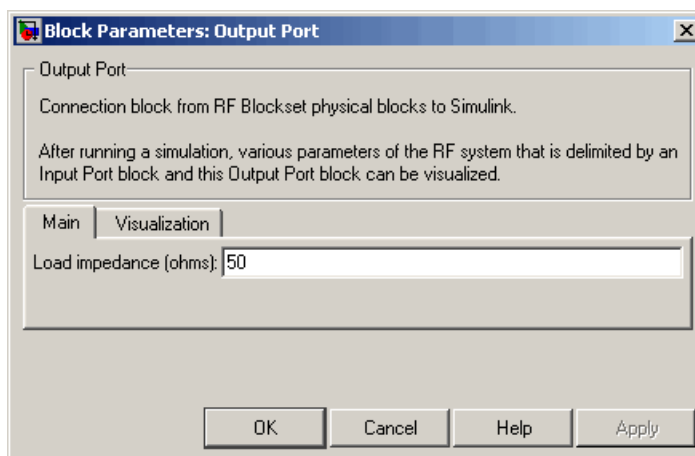 Block Parameters: Output Port
Output Port
Connection block from RF Blockset physical blocks to Simulink.
After running a simulation, various parameters of the RF system that is delimited by an
Input Port block and this Output Port block can be visualized.
Main Visualization
Load impedance (ohms): 50
OK Cancel Help Apply